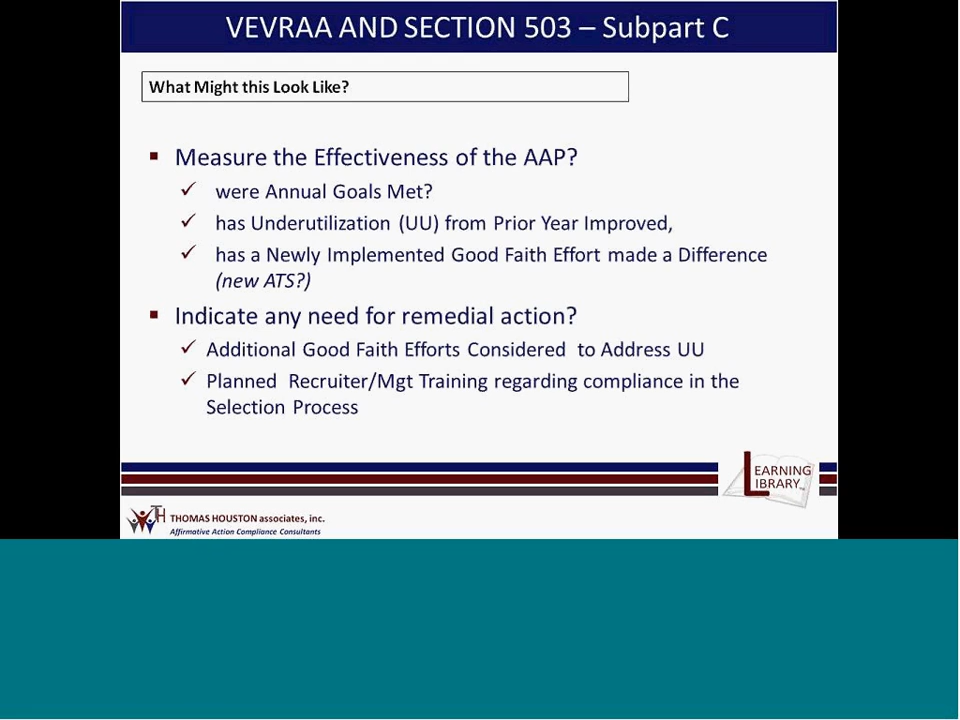 VEVRAA AND SECTION 503 – Subpart C
What Might this Look Like?
▪ Measure the Effectiveness of the AAP?
✓ were Annual Goals Met?
✓ has Underutilization (UU) from Prior Year Improved,
✓ has a Newly Implemented Good Faith Effort made a Difference
(new ATS?)
▪ Indicate any need for remedial action?
✓ Additional Good Faith Efforts Considered to Address UU
✓ Planned Recruiter/Mgt Training regarding compliance in the
Selection Process
LEARNING
LIBRARY
TH THOMAS HOUSTON associates, inc.
Affirmative Action Compliance Consultants